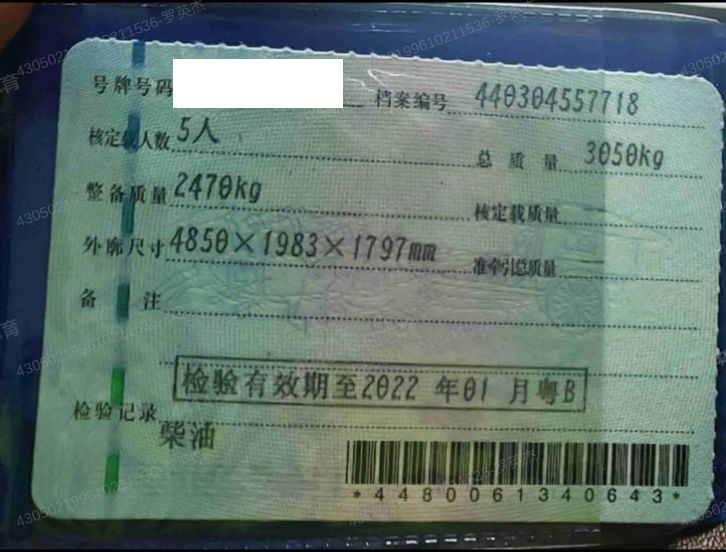 号牌号码 档案编号 440304557718
核定载人数 5人 总质量 3050kg
整备质量 2470kg 核定载质量
外廓尺寸 4850×1983×1797mm 准牵引总质量
备注
检验有效期至2022年01月粤B
检验记录
柴油
*4480061340643*